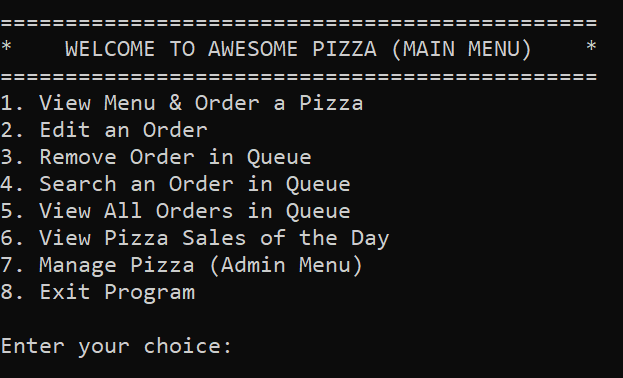 ==============================================
*    WELCOME TO AWESOME PIZZA (MAIN MENU)    *
==============================================
1. View Menu & Order a Pizza
2. Edit an Order
3. Remove Order in Queue
4. Search an Order in Queue
5. View All Orders in Queue
6. View Pizza Sales of the Day
7. Manage Pizza (Admin Menu)
8. Exit Program
Enter your choice: